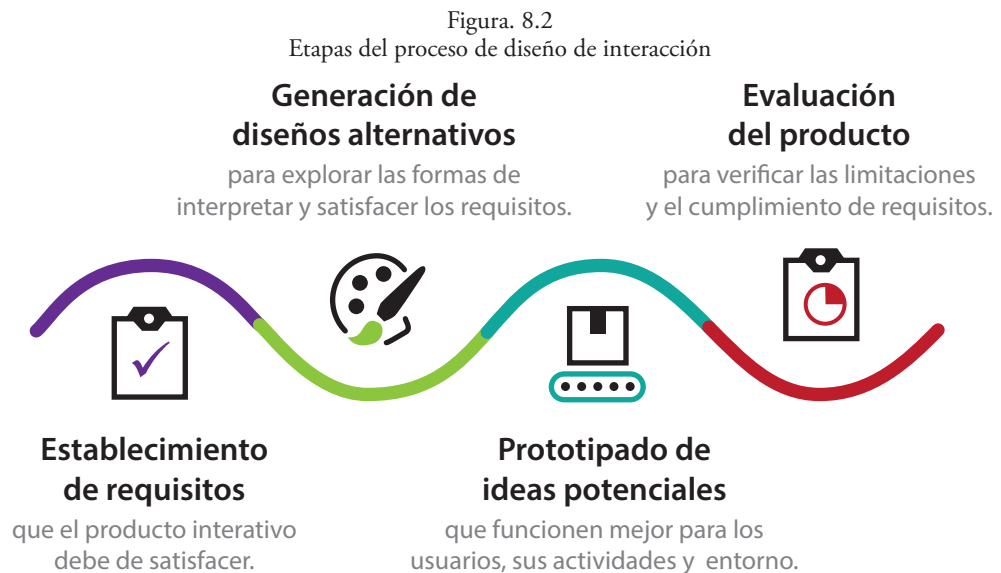 Figura. 8.2
Etapas del proceso de diseño de interacción
Generación de
diseños alternativos
para explorar las formas de
interpretar y satisfacer los requisitos.
Evaluación
del producto
para verificar las limitaciones
y el cumplimiento de requisitos.
Establecimiento
de requisitos
que el producto interativo
debe de satisfacer.
Prototipado de
ideas potenciales
que funcionen mejor para los
usuarios, sus actividades y entorno.